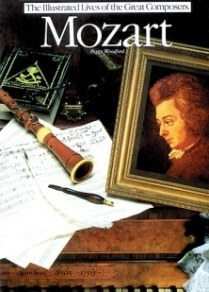 The Illustrated Lives of the Great Composers.
Mozart
Peggy Woodford